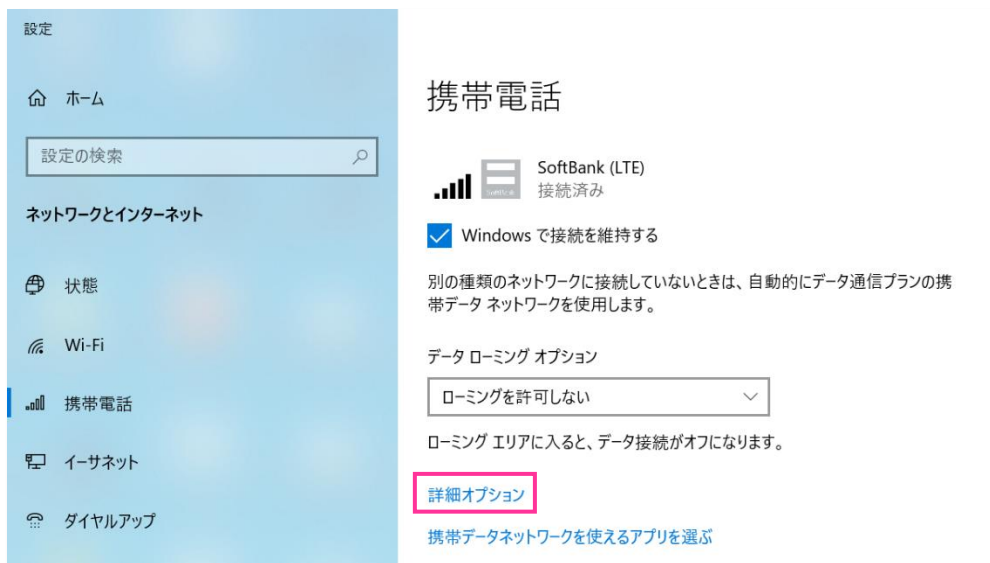 設定
ホーム
設定の検索
ネットワークとインターネット
状態
Wi-Fi
携帯電話
イーサネット
ダイヤルアップ
携帯電話
SoftBank (LTE)
接続済み
Windows で接続を維持する
別の種類のネットワークに接続していないときは、自動的にデータ通信プランの携
帯データ ネットワークを使用します。
データ ローミング オプション
ローミングを許可しない
ローミング エリアに入ると、データ接続がオフになります。
詳細オプション
携帯データネットワークを使えるアプリを選ぶ